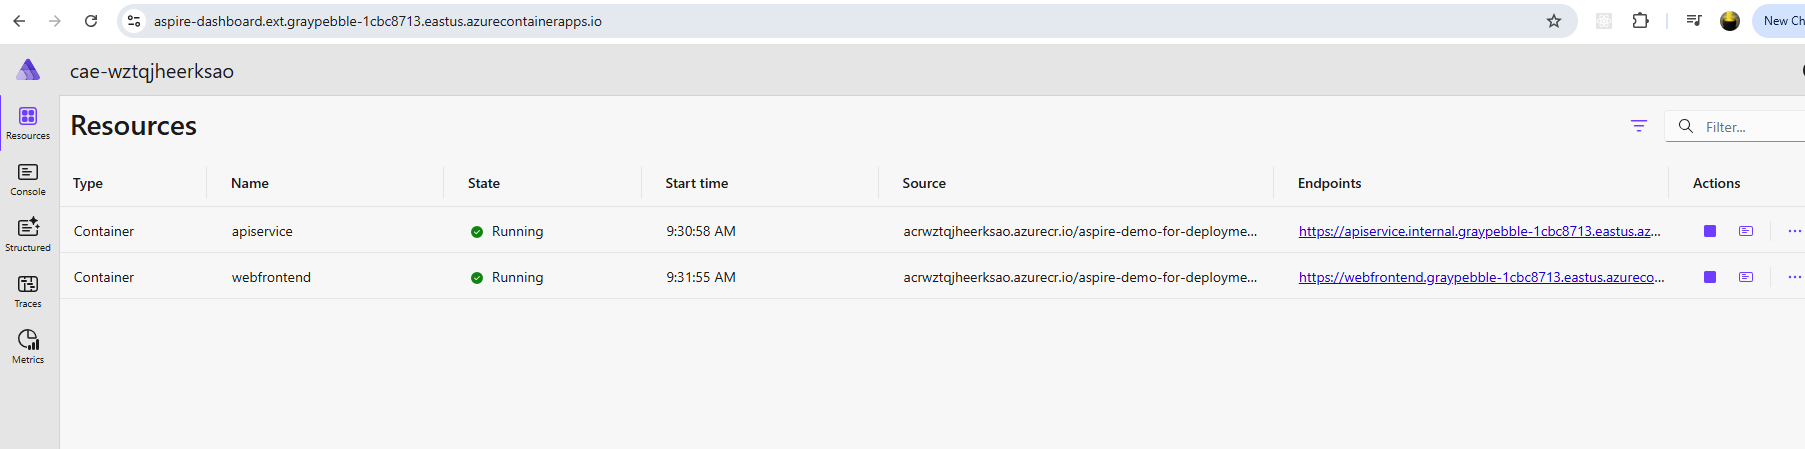 aspire-dashboard.ext.graypebble-1cbc8713.eastus.azurecontainerapps.io
New Ch
cae-wztqjheerksao
Resources
Resources
Filter...
Console
Structured
Traces
Metrics
Type Name State Start time Source Endpoints Actions
Container apiservice Running 9:30:58 AM acrwztqjheerksao.azurecr.io/aspire-demo-for-deployme... https://apiservice.internal.graypebble-1cbc8713.eastus.az...
Container webfrontend Running 9:31:55 AM acrwztqjheerksao.azurecr.io/aspire-demo-for-deployme... https://webfrontend.graypebble-1cbc8713.eastus.azureco...